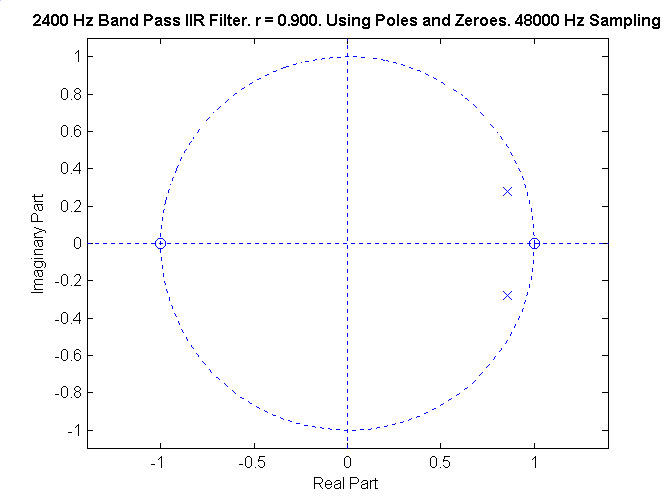 2400 Hz Band Pass IIR Filter. r = 0.900. Using Poles and Zeroes. 48000 Hz Sampling
1
0.8
0.6
0.4
0.2
0
-0.2
-0.4
-0.6
-0.8
-1
Imaginary Part
-1 -0.5 0 0.5 1
Real Part